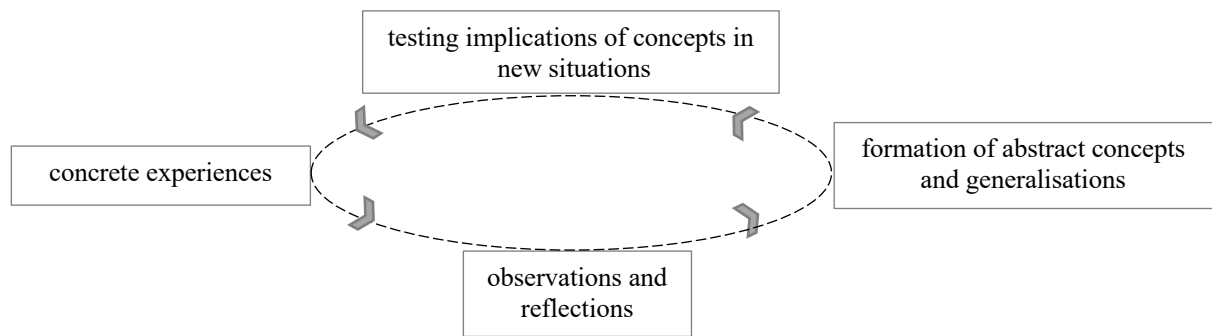 testing implications of concepts in
new situations
concrete experiences
formation of abstract concepts
and generalisations
observations and
reflections